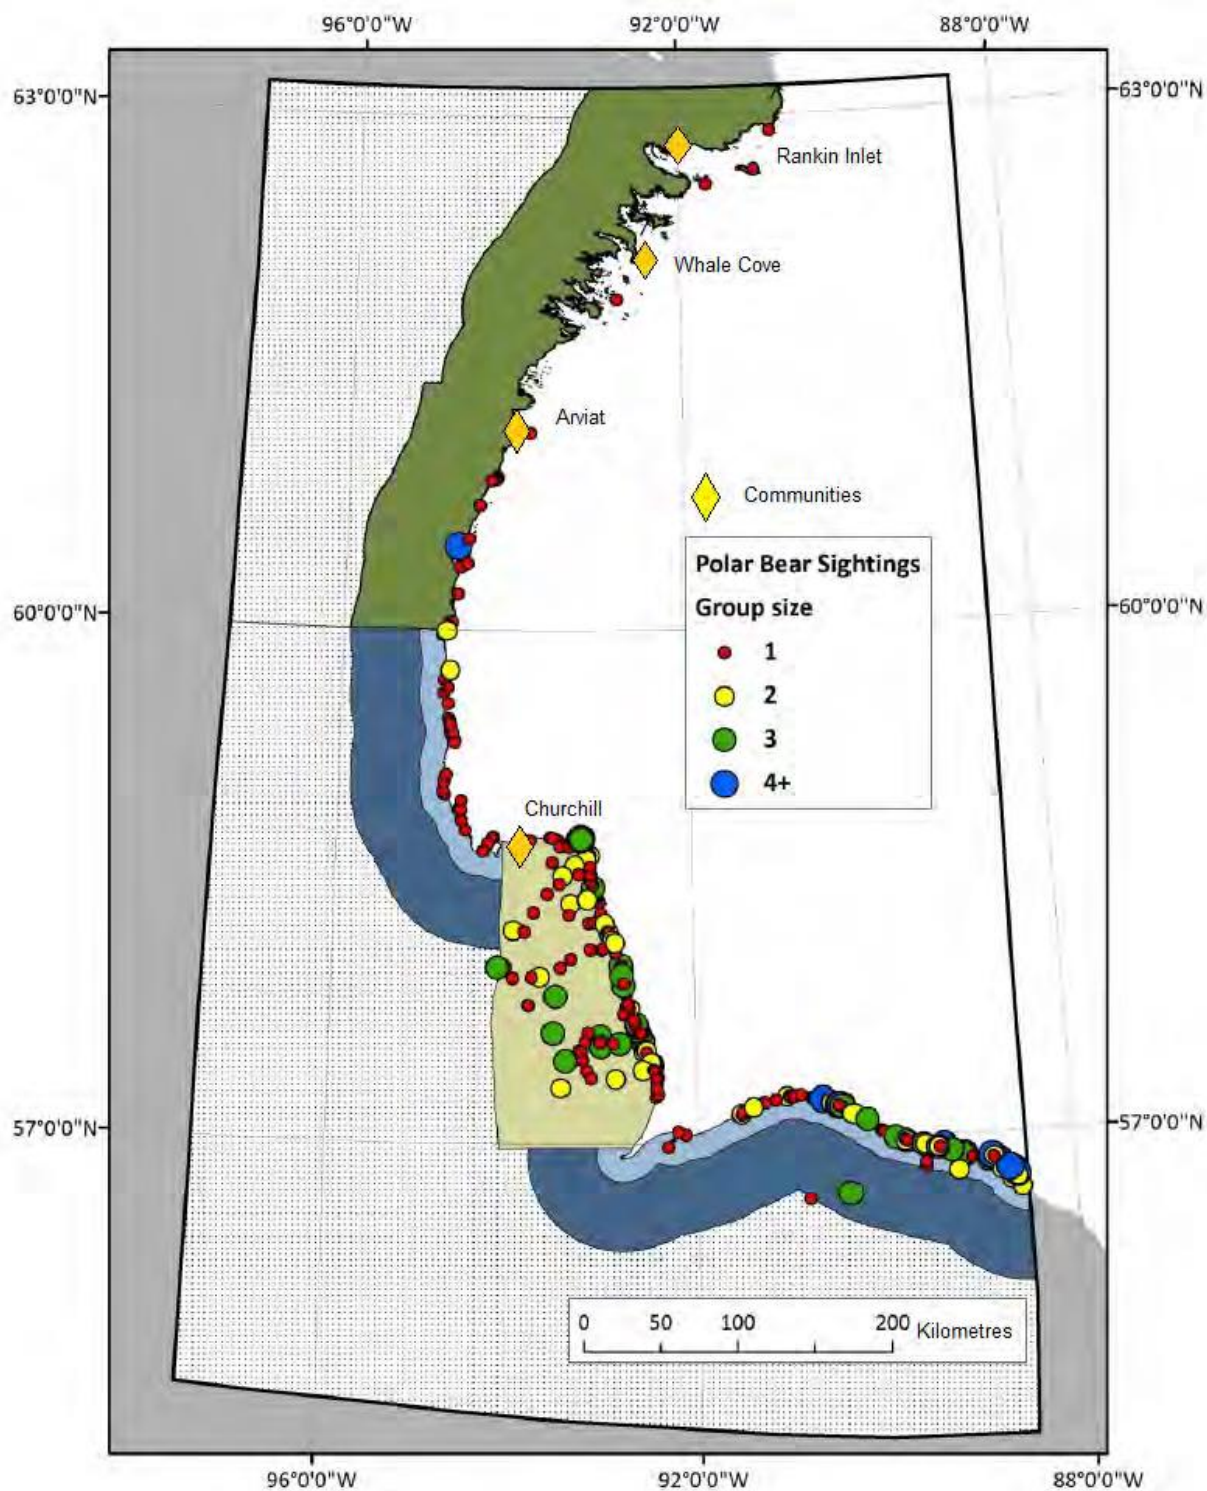 96°0'0"W 92°0'0"W 88°0'0"W
63°0'0"N 63°0'0"N
Rankin Inlet
Whale Cove
Arviat
Communities
Polar Bear Sightings
Group size
1
2
3
4+
60°0'0"N 60°0'0"N
Churchill
57°0'0"N 57°0'0"N
0 50 100 200 Kilometres
96°0'0"W 92°0'0"W 88°0'0"W